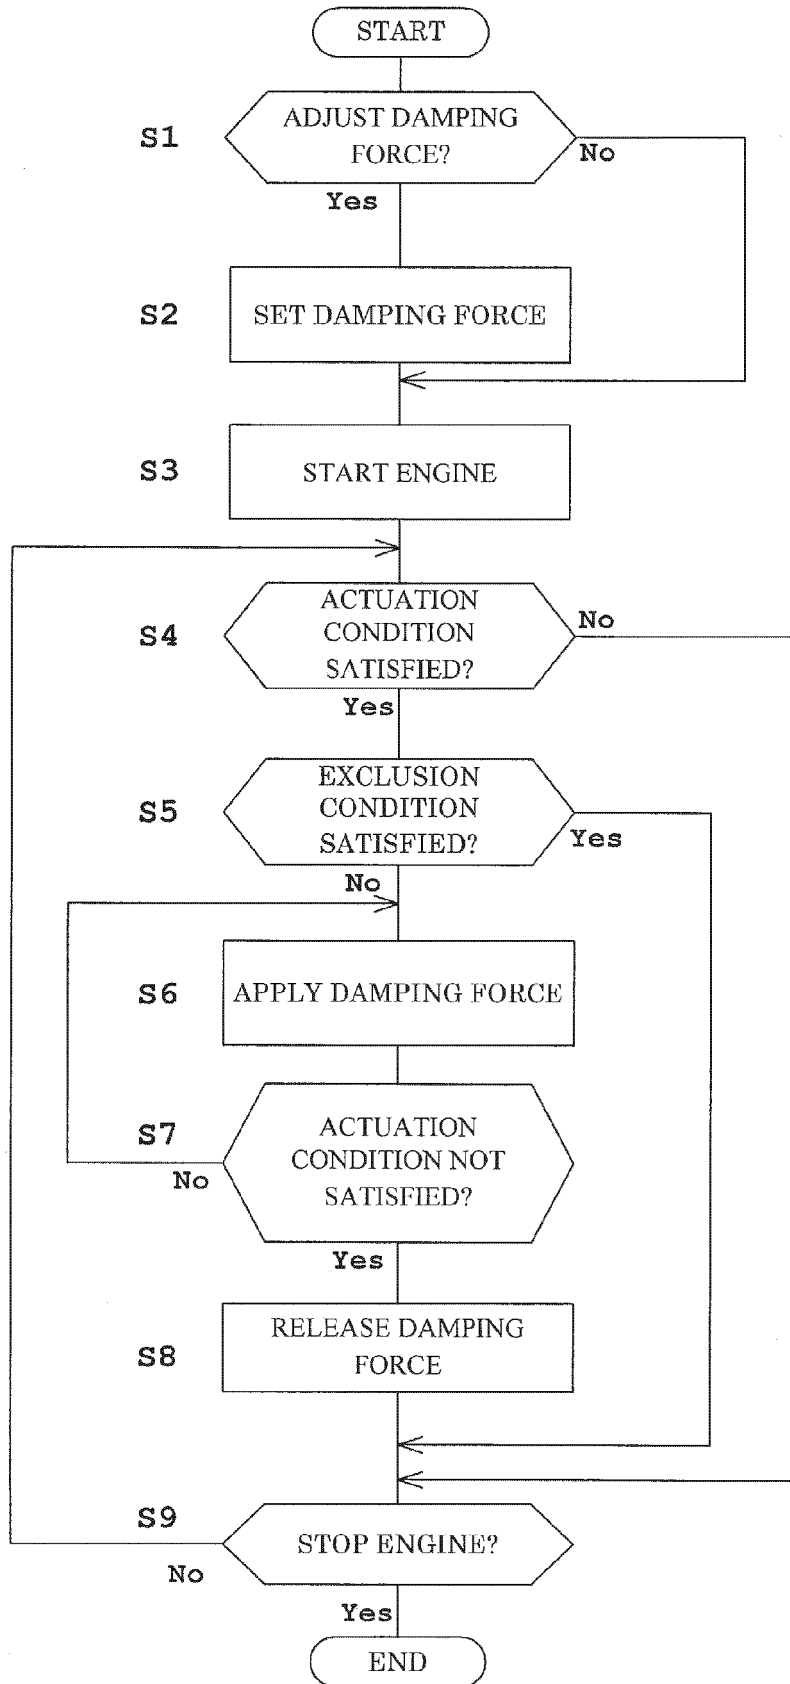 START
S1
ADJUST DAMPING
FORCE?
No
Yes
S2
SET DAMPING FORCE
S3
START ENGINE
S4
ACTUATION
CONDITION
SATISFIED?
No
Yes
S5
EXCLUSION
CONDITION
SATISFIED?
Yes
No
S6
APPLY DAMPING FORCE
S7
ACTUATION
CONDITION NOT
SATISFIED?
No
Yes
S8
RELEASE DAMPING
FORCE
S9
STOP ENGINE?
No
Yes
END